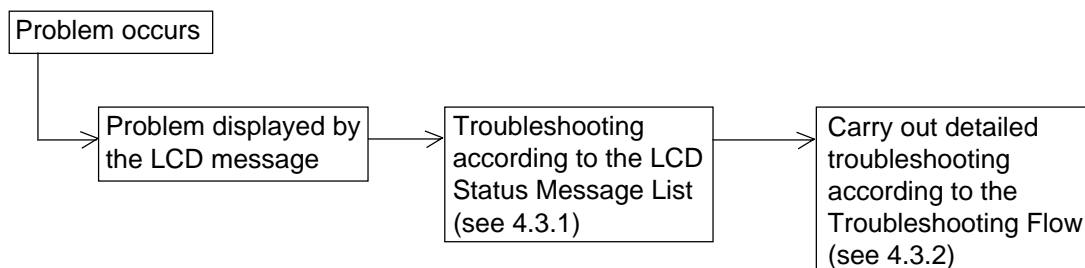 Problem occurs
Problem displayed by
the LCD message
Troubleshooting
according to the LCD
Status Message List
(see 4.3.1)
Carry out detailed
troubleshooting
according to the
Troubleshooting Flow
(see 4.3.2)